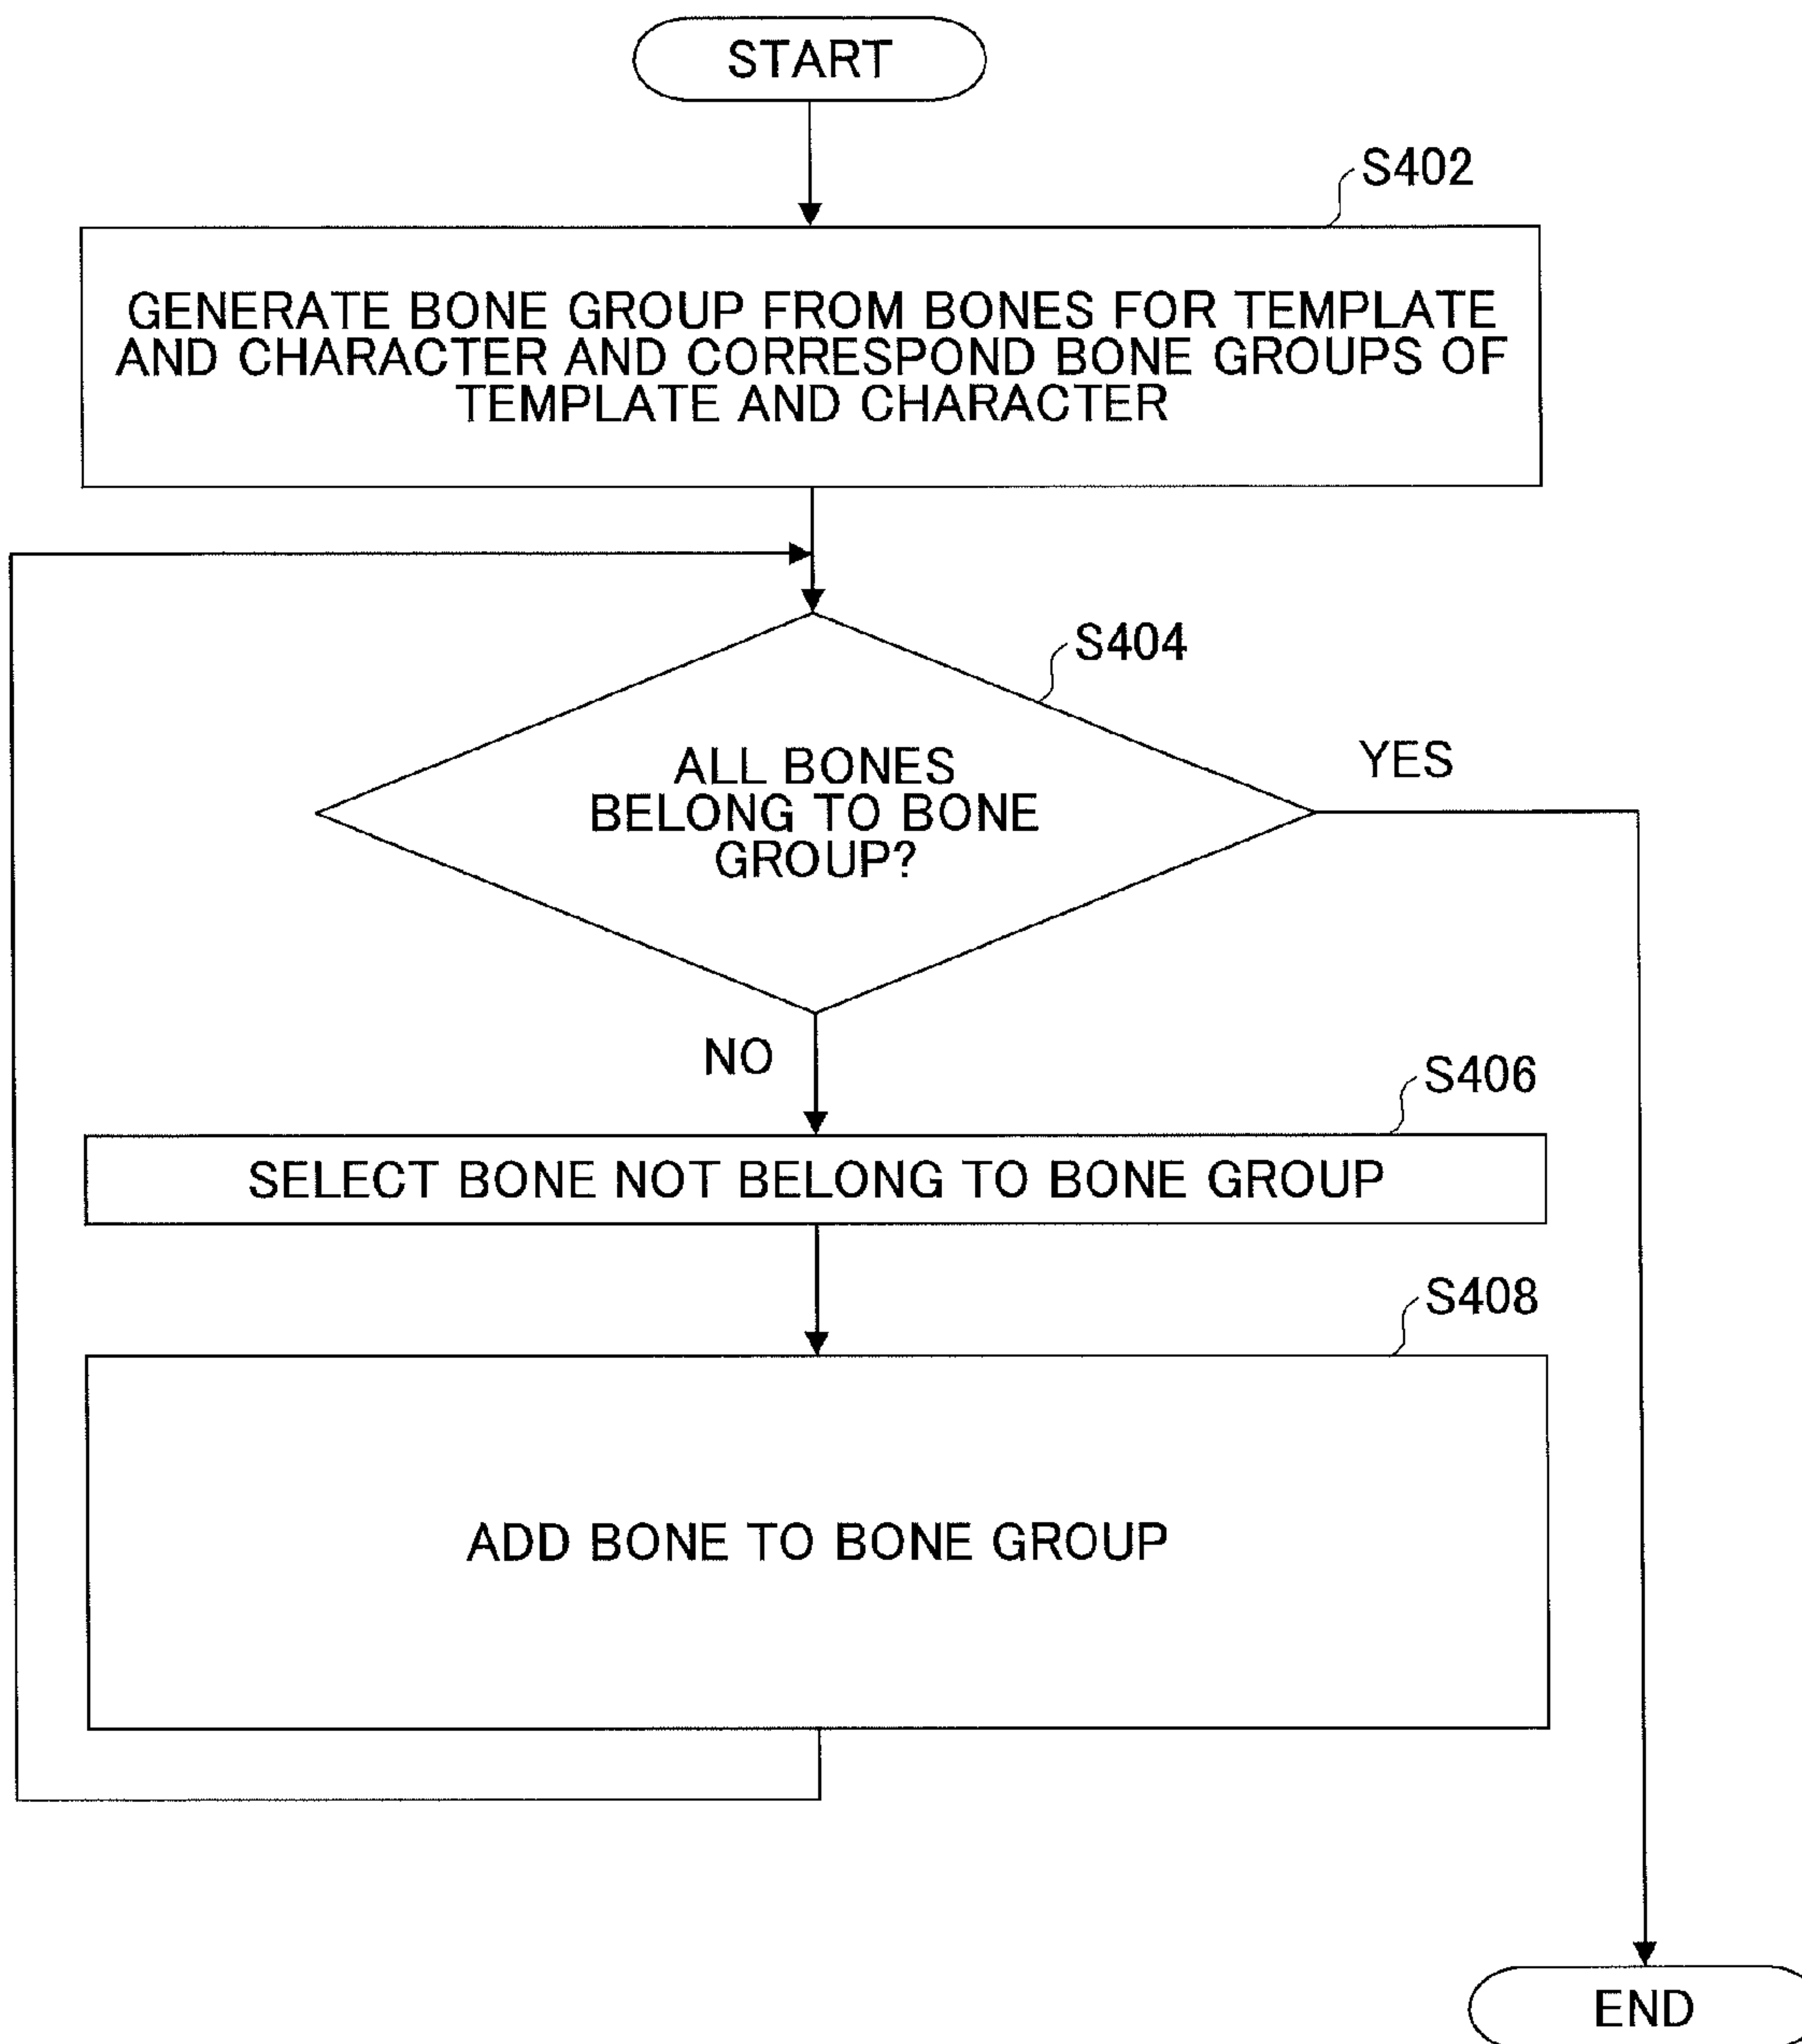 START
S402
GENERATE BONE GROUP FROM BONES FOR TEMPLATE
AND CHARACTER AND CORRESPOND BONE GROUPS OF
TEMPLATE AND CHARACTER
S404
ALL BONES
BELONG TO BONE
GROUP?
YES
NO
S406
SELECT BONE NOT BELONG TO BONE GROUP
S408
ADD BONE TO BONE GROUP
END